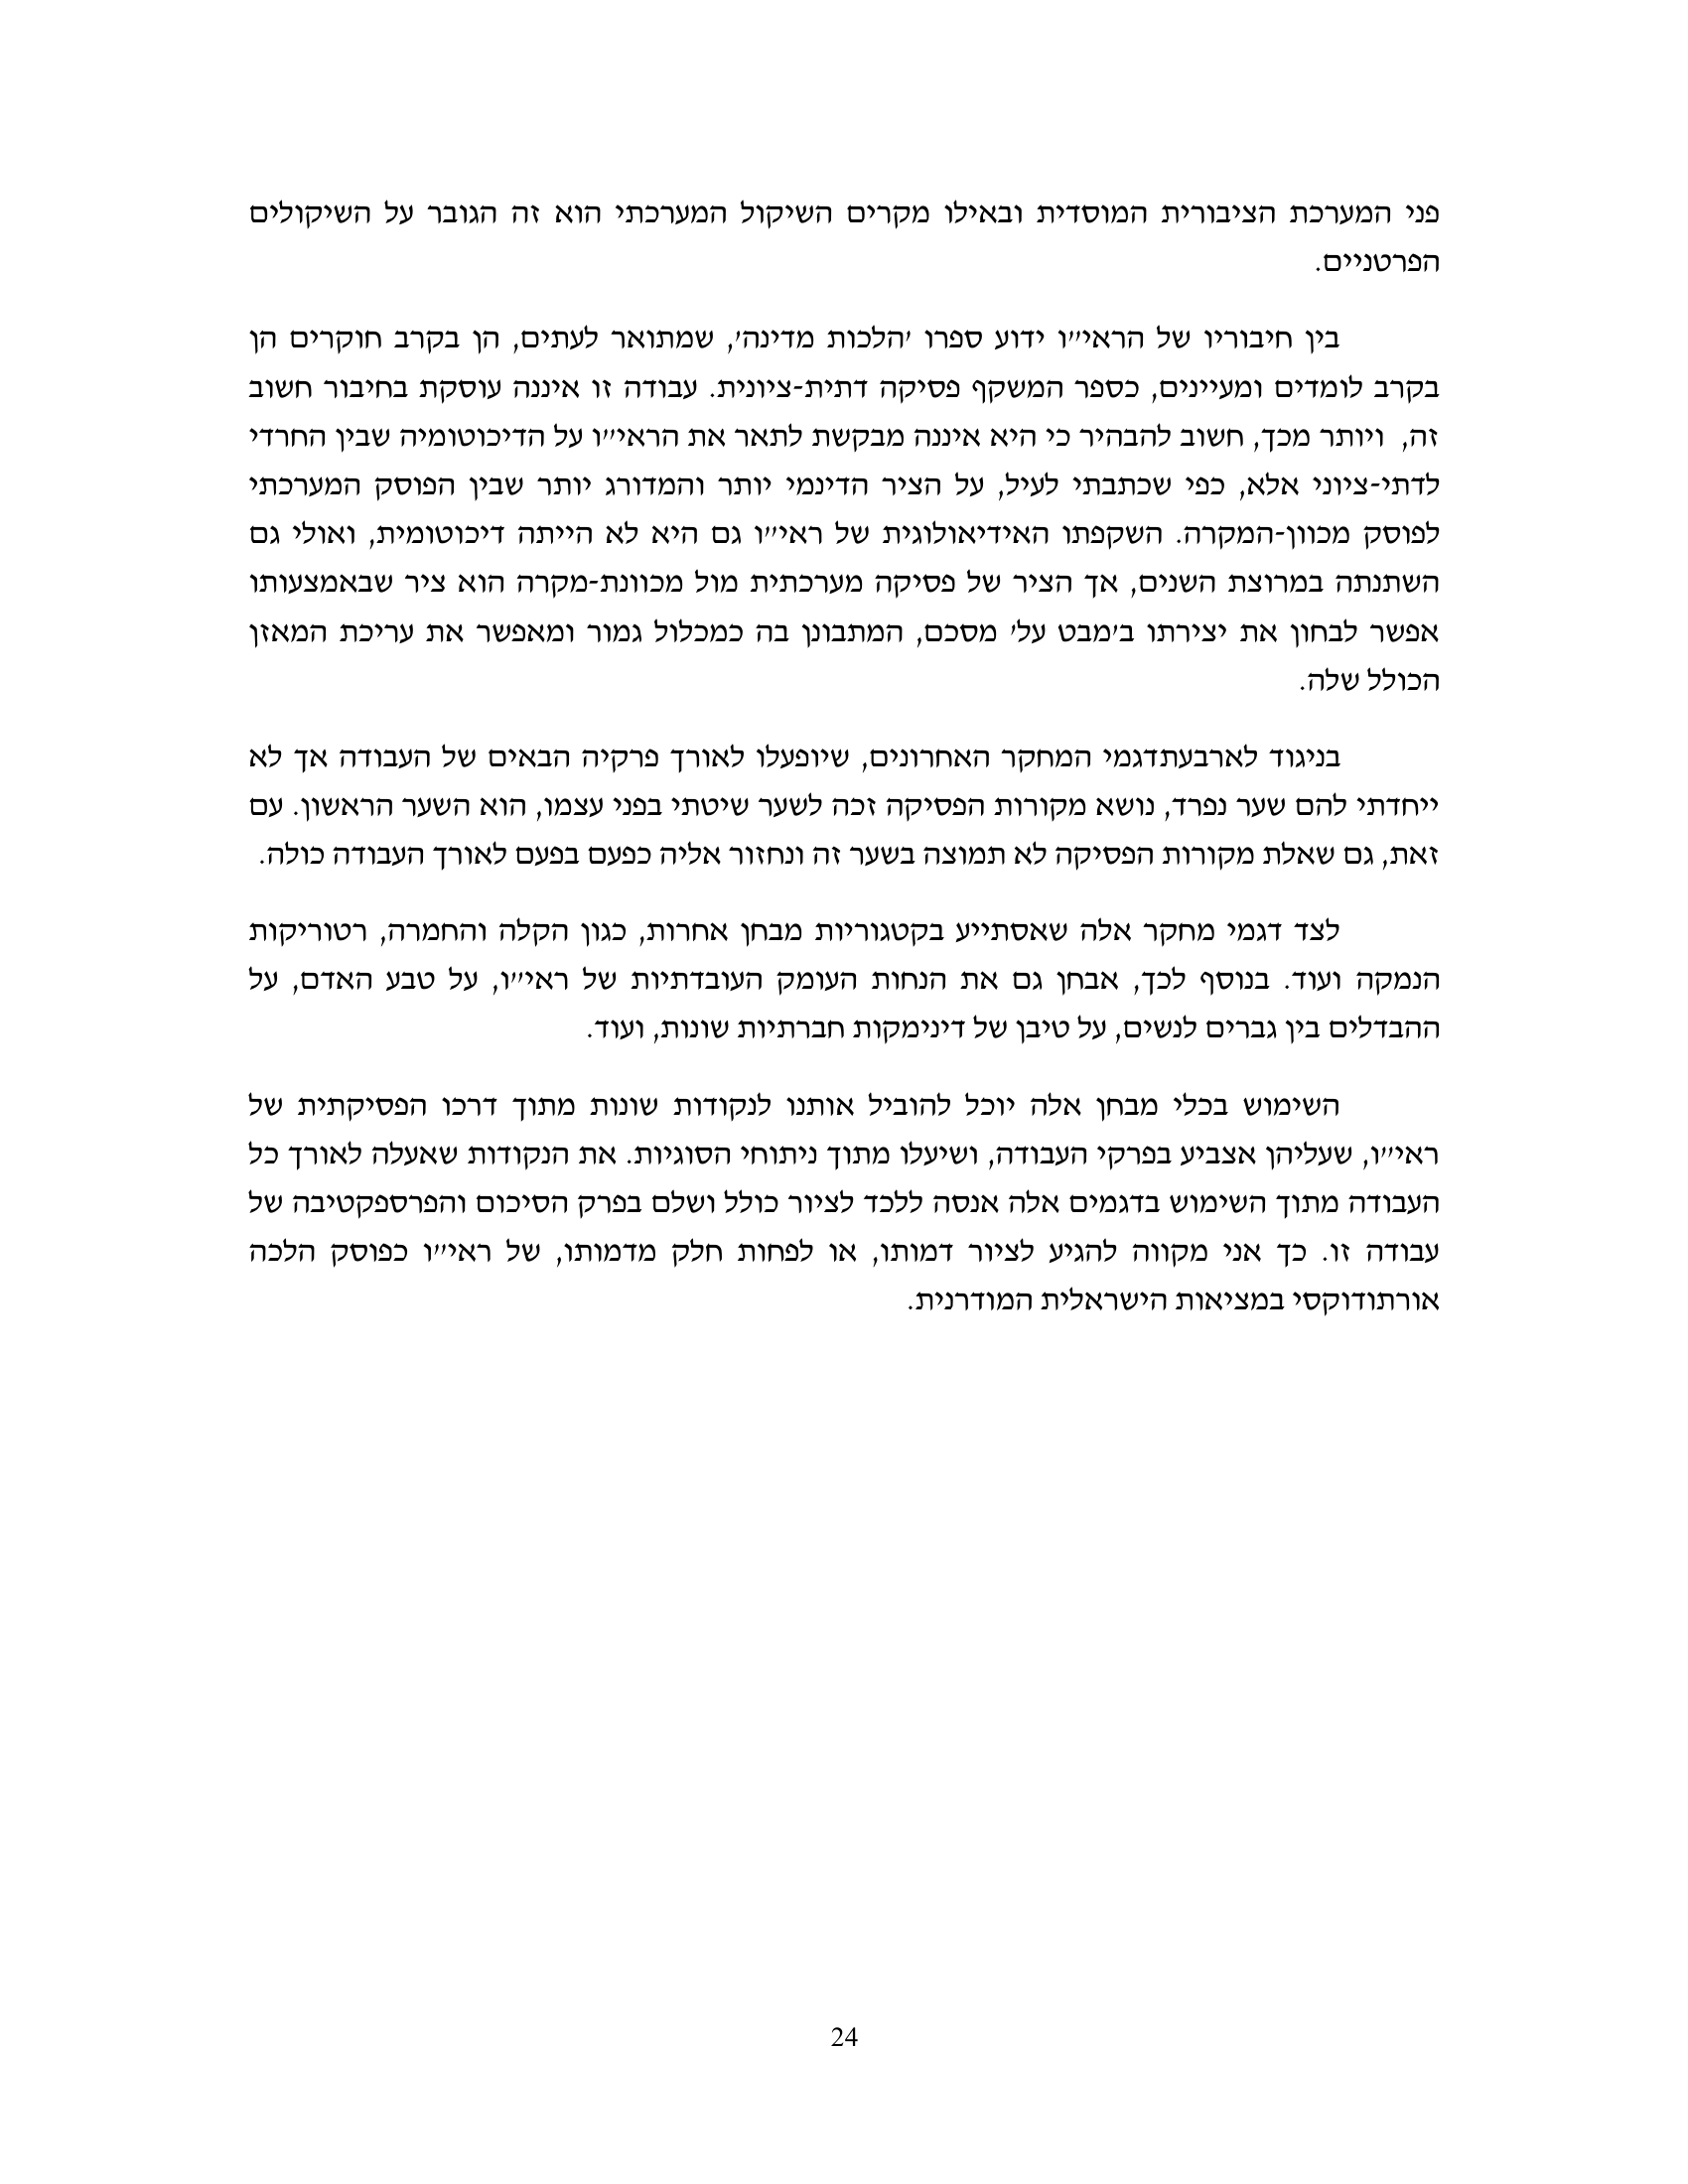 פני המערכת הציבורית המוסדית ובאילו מקרים השיקול המערכתי הוא זה הגובר על השיקולים
הפרטניים.
בין חיבוריו של הראי״ו ידוע ספרו ׳הלכות מדינה׳, שמתואר לעתים, הן בקרב חוקרים הן
בקרב לומדים ומעיינים, כספר המשקף פסיקה דתית-ציונית. עבודה זו איננה עוסקת בחיבור חשוב
זה, ויותר מכך, חשוב להבהיר כי היא איננה מבקשת לתאר את הראי״ו על הדיכוטומיה שבין החרדי
לדתי-ציוני אלא, כפי שכתבתי לעיל, על הציר הדינמי יותר והמדורג יותר שבין הפוסק המערכתי
לפוסק מכוון-המקרה. השקפתו האידיאולוגית של ראי״ו גם היא לא הייתה דיכוטומית, ואולי גם
השתנתה במרוצת השנים, אך הציר של פסיקה מערכתית מול מכוונת-מקרה הוא ציר שבאמצעותו
אפשר לבחון את יצירתו ב׳מבט על׳ מסכם, המתבונן בה כמכלול גמור ומאפשר את עריכת המאזן
הכולל שלה.
בניגוד לארבעתדגמי המחקר האחרונים, שיופעלו לאורך פרקיה הבאים של העבודה אך לא
ייחדתי להם שער נפרד, נושא מקורות הפסיקה זכה לשער שיטתי בפני עצמו, הוא השער הראשון. עם
זאת, גם שאלת מקורות הפסיקה לא תמוצה בשער זה ונחזור אליה כפעם בפעם לאורך העבודה כולה.
לצד דגמי מחקר אלה שאסתייע בקטגוריות מבחן אחרות, כגון הקלה והחמרה, רטוריקות
הנמקה ועוד. בנוסף לכך, אבחן גם את הנחות העומק העובדתיות של ראי״ו, על טבע האדם, על
ההבדלים בין גברים לנשים, על טיבן של דינימקות חברתיות שונות, ועוד.
השימוש בכלי מבחן אלה יוכל להוביל אותנו לנקודות שונות מתוך דרכו הפסיקתית של
ראי״ו, שעליהן אצביע בפרקי העבודה, ושיעלו מתוך ניתוחי הסוגיות. את הנקודות שאעלה לאורך כל
העבודה מתוך השימוש בדגמים אלה אנסה ללכד לציור כולל ושלם בפרק הסיכום והפרספקטיבה של
עבודה זו. כך אני מקווה להגיע לציור דמותו, או לפחות חלק מדמותו, של ראי״ו כפוסק הלכה
אורתודוקסי במציאות הישראלית המודרנית.
24